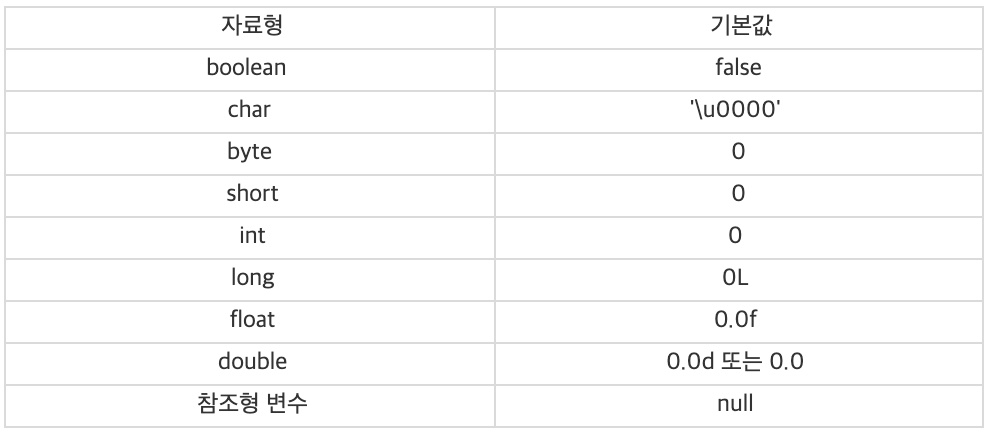 자료형 기본값
boolean false
char '\u0000'
byte 0
short 0
int 0
long 0L
float 0.0f
double 0.0d 또는 0.0
참조형 변수 null